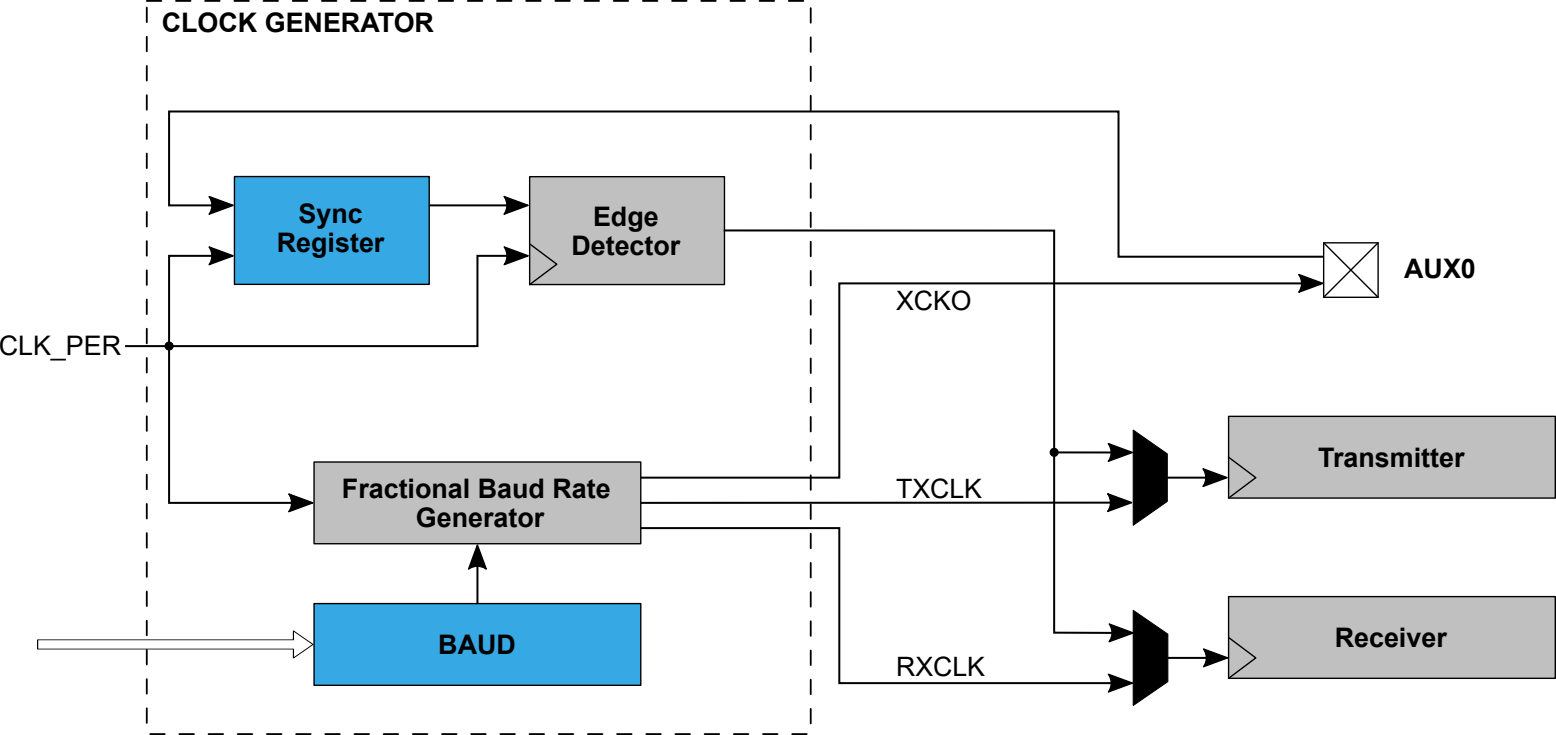 CLOCK GENERATOR
Sync
Register
Edge
Detector
AUX0
XCKO
CLK_PER
Transmitter
Fractional Baud Rate
Generator
TXCLK
Receiver
BAUD
RXCLK